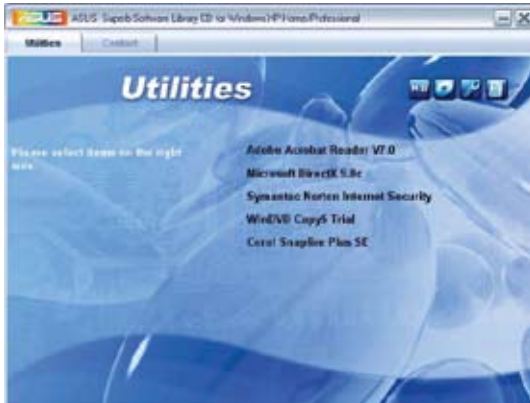 ASUS Superb Software Library CD for Windows XP Home/Professional
Utilities
Contact
Utilities
Please select items on the right
side.
Adobe Acrobat Reader V7.0
Microsoft DirectX 9.0c
Symantec Norton Internet Security
WinDVD Copy5 Trial
Corel Snapfire Plus SE